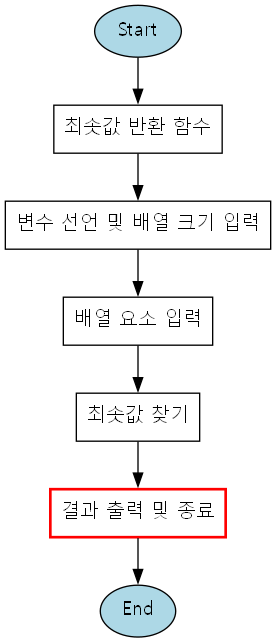 Start
최솟값 반환 함수
변수 선언 및 배열 크기 입력
배열 요소 입력
최솟값 찾기
결과 출력 및 종료
End